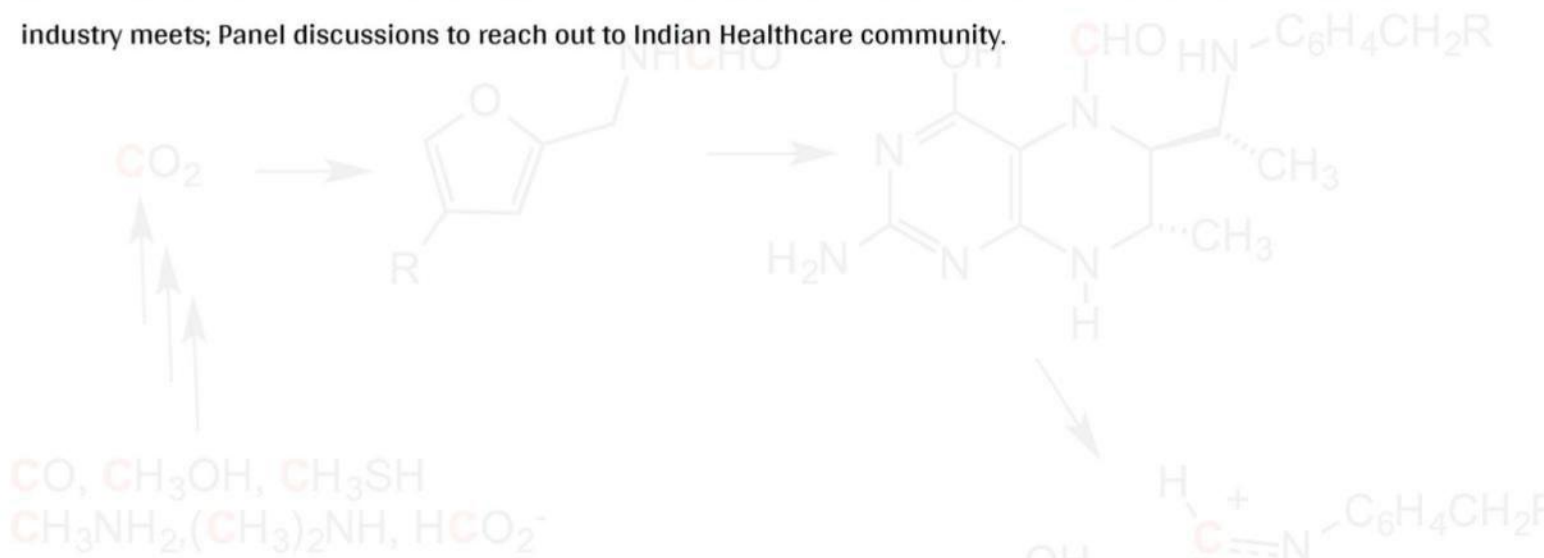 industry meets; Panel discussions to reach out to Indian Healthcare community.
CHO HN C₆H₄CH₂R
NHCHO
OH
O
N
N
CO₂
CH₃
R
H₂N
N
N
CH₃
H
CO, CH₃OH, CH₃SH
H
+
C₆H₄CH₂
CH₃NH₂,(CH₃)₂NH, HCO₂⁻
C
N